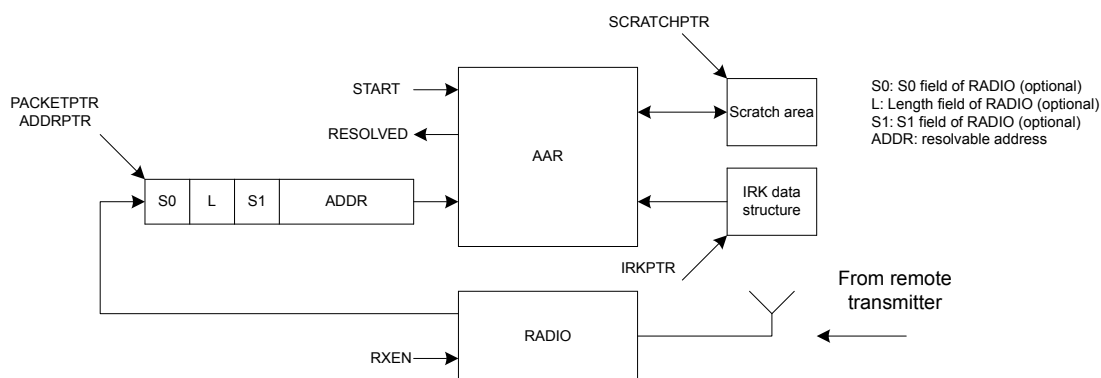 SCRATCHPTR
S0: S0 field of RADIO (optional)
L: Length field of RADIO (optional)
S1: S1 field of RADIO (optional)
ADDR: resolvable address
START
PACKETPTR
ADDRPTR
Scratch area
RESOLVED
AAR
S0
L
S1
ADDR
IRK data
structure
IRKPTR
From remote
transmitter
RADIO
RXEN